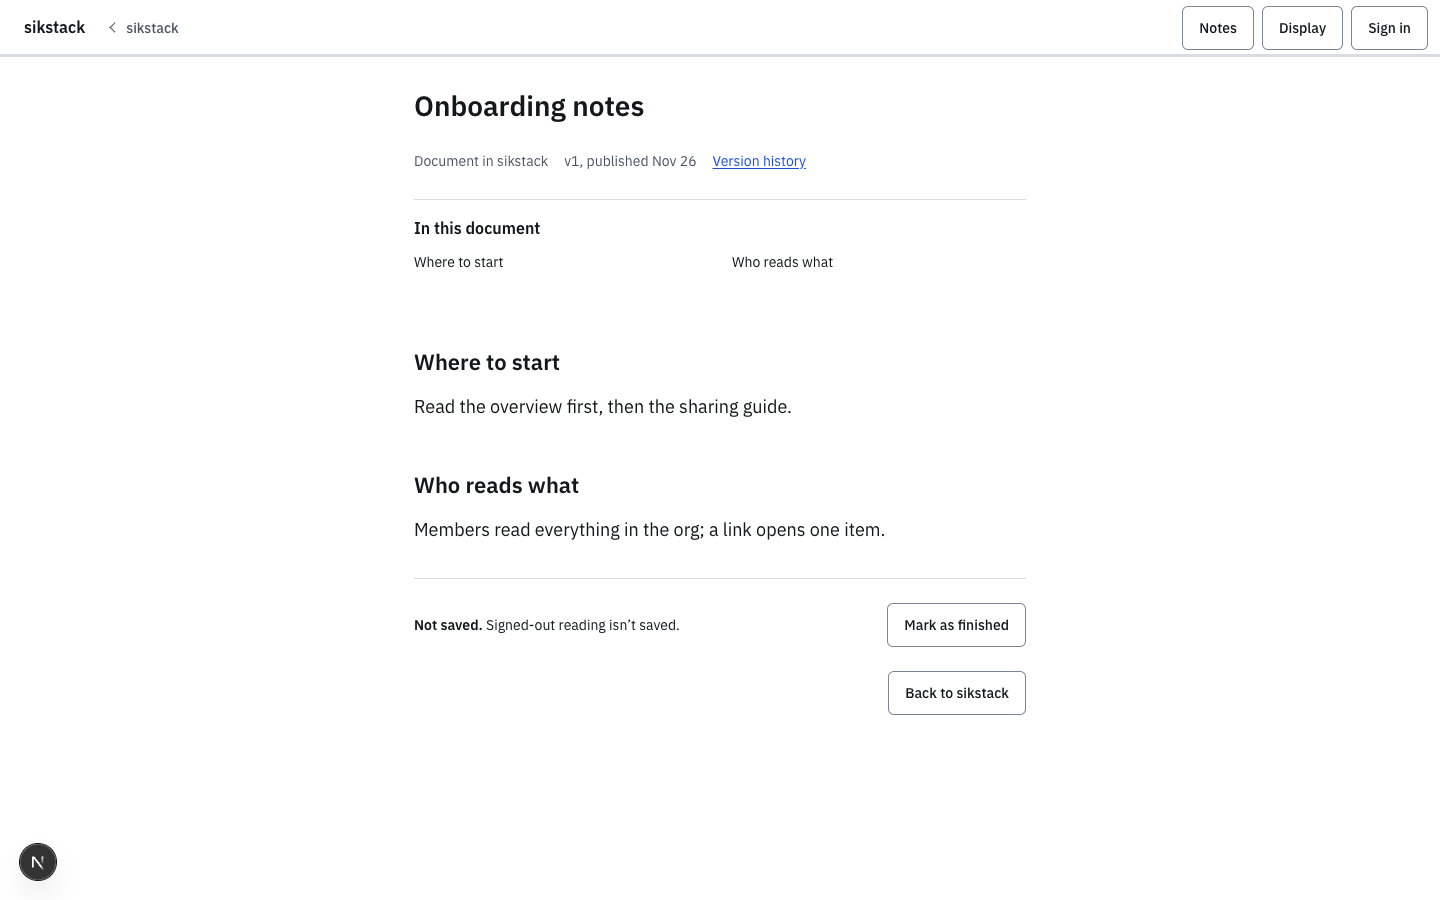 sikstack
sikstack
Notes
Display
Sign in
Onboarding notes
Document in sikstack
v1, published Nov 26
Version history
In this document
Where to start
Who reads what
Where to start
Read the overview first, then the sharing guide.
Who reads what
Members read everything in the org; a link opens one item.
Not saved. Signed-out reading isn’t saved.
Mark as finished
Back to sikstack
N